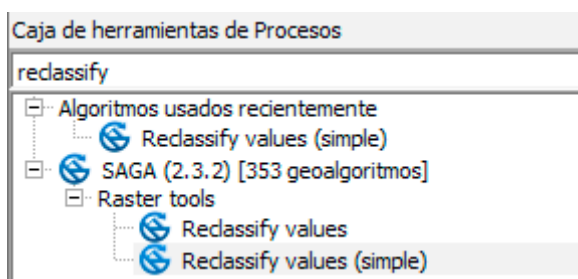 Caja de herramientas de Procesos
reclassify
Algoritmos usados recientemente
Reclassify values (simple)
SAGA (2.3.2) [353 geoalgoritmos]
Raster tools
Reclassify values
Reclassify values (simple)